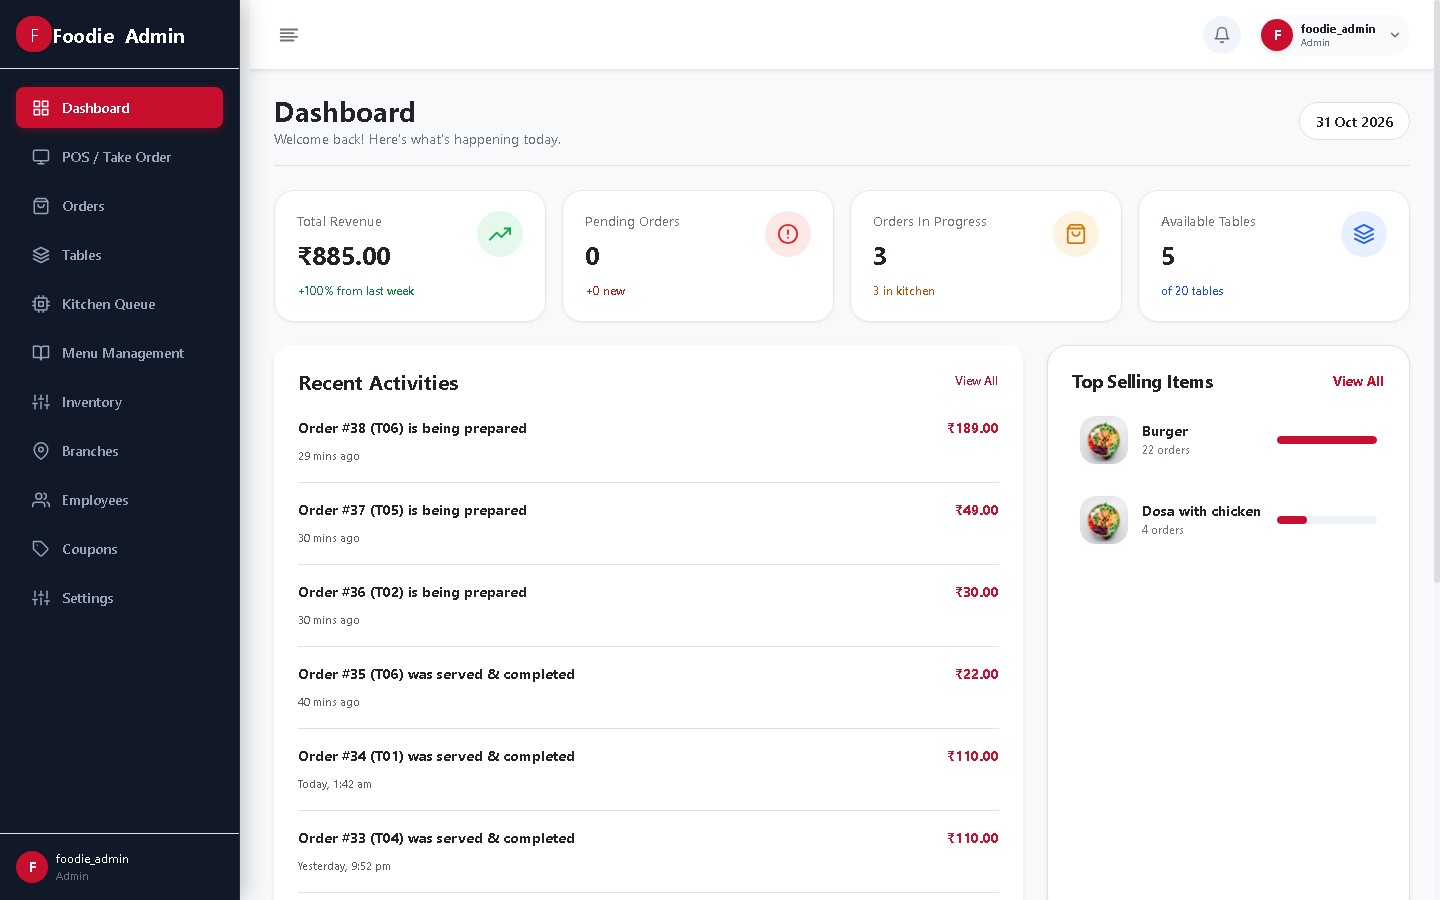 F Foodie Admin
Dashboard
POS / Take Order
Orders
Tables
Kitchen Queue
Menu Management
Inventory
Branches
Employees
Coupons
Settings
F
foodie_admin
Admin
F
foodie_admin
Admin
Dashboard
Welcome back! Here's what's happening today.
31 Oct 2026
Total Revenue
₹885.00
+100% from last week
Pending Orders
0
+0 new
Orders In Progress
3
3 in kitchen
Available Tables
5
of 20 tables
Recent Activities
View All
Order #38 (T06) is being prepared
₹189.00
29 mins ago
Order #37 (T05) is being prepared
₹49.00
30 mins ago
Order #36 (T02) is being prepared
₹30.00
30 mins ago
Order #35 (T06) was served & completed
₹22.00
40 mins ago
Order #34 (T01) was served & completed
₹110.00
Today, 1:42 am
Order #33 (T04) was served & completed
₹110.00
Yesterday, 9:52 pm
Top Selling Items
View All
Burger
22 orders
Dosa with chicken
4 orders